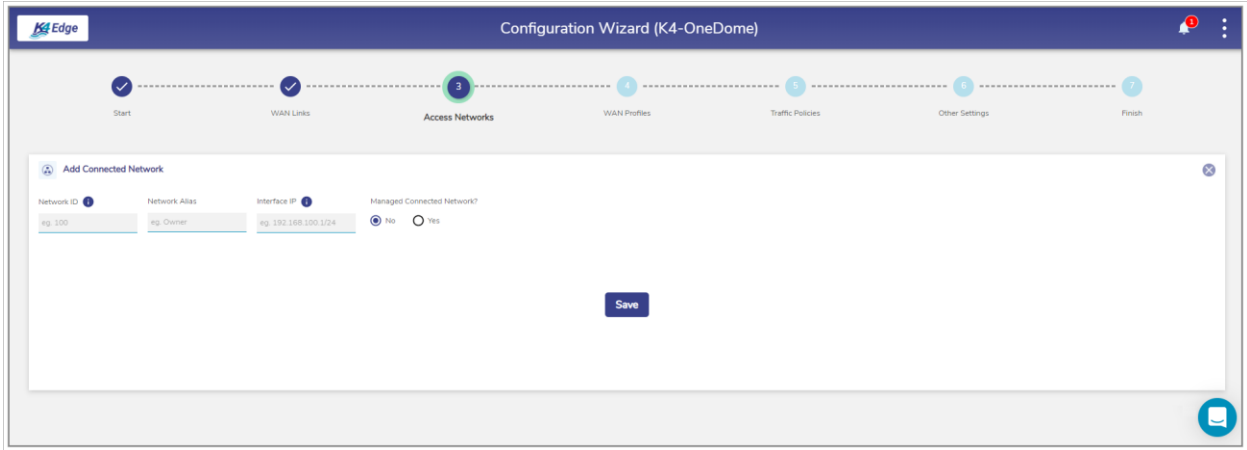 K4 Edge
Configuration Wizard (K4-OneDome)
1
3
4
5
6
7
Start
WAN Links
Access Networks
WAN Profiles
Traffic Policies
Other Settings
Finish
Add Connected Network
Network ID
Network Alias
Interface IP
Managed Connected Network?
eg. 100
eg. Owner
eg. 192.168.100.1/24
No
Yes
Save